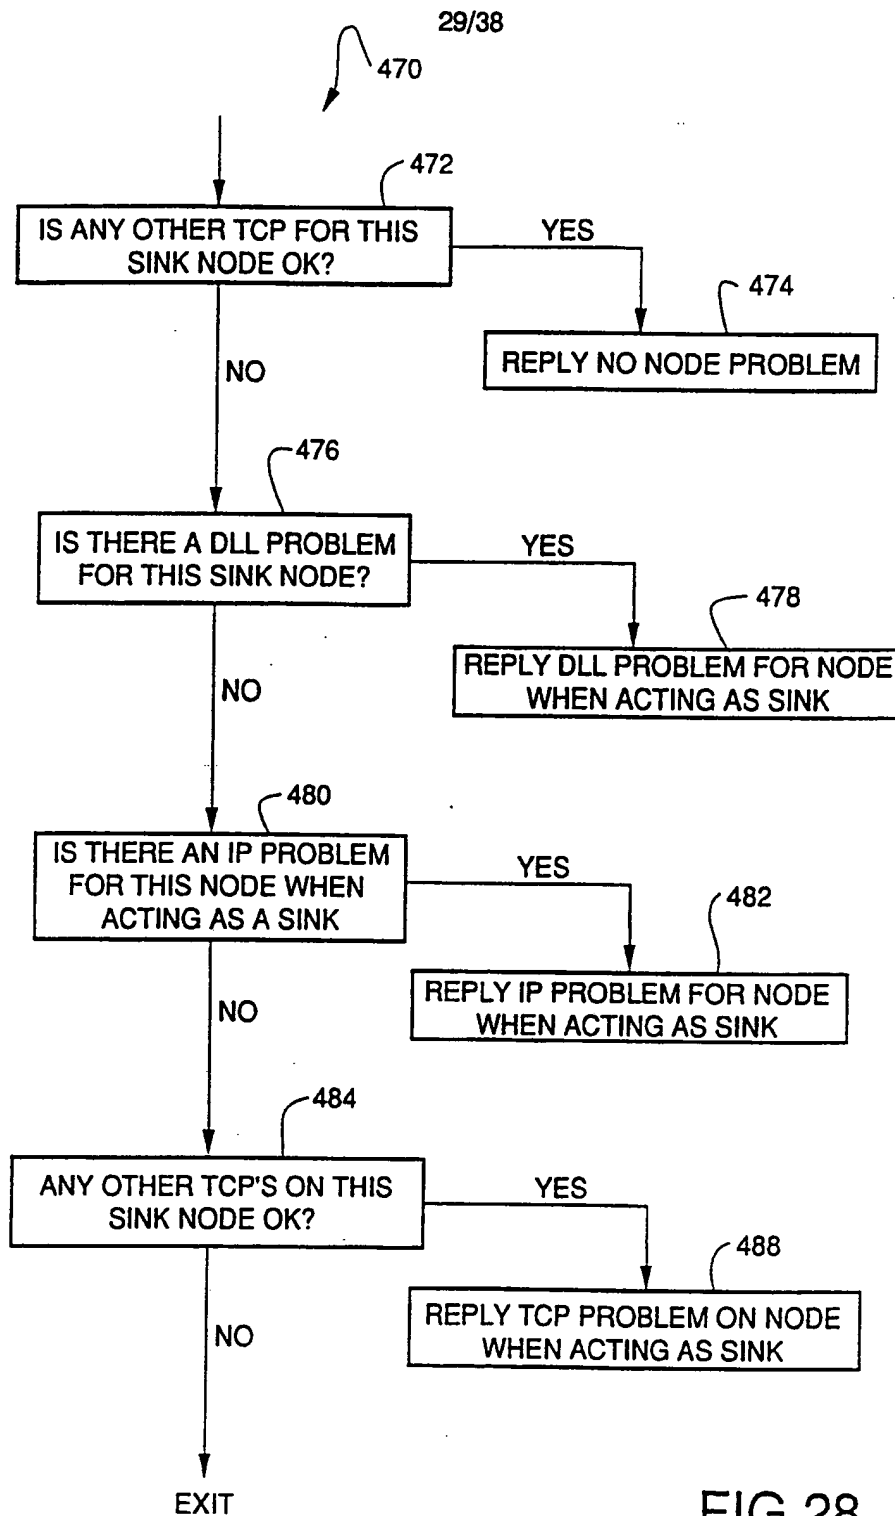 29/38
470
472
IS ANY OTHER TCP FOR THIS
SINK NODE OK?
YES
474
REPLY NO NODE PROBLEM
NO
476
IS THERE A DLL PROBLEM
FOR THIS SINK NODE?
YES
478
REPLY DLL PROBLEM FOR NODE
WHEN ACTING AS SINK
NO
480
IS THERE AN IP PROBLEM
FOR THIS NODE WHEN
ACTING AS A SINK
YES
482
REPLY IP PROBLEM FOR NODE
WHEN ACTING AS SINK
NO
484
ANY OTHER TCP'S ON THIS
SINK NODE OK?
YES
488
REPLY TCP PROBLEM ON NODE
WHEN ACTING AS SINK
NO
EXIT
FIG 28